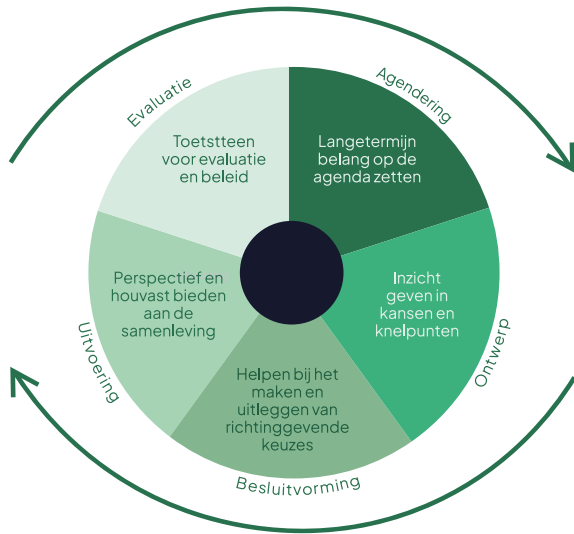 Agendering
Langetermijn
belang op de
agenda zetten
Ontwerp
Inzicht
geven in
kansen en
knelpunten
Besluitvorming
Helpen bij het
maken en
uitleggen van
richtinggevende
keuzes
Uitvoering
Perspectief en
houvast bieden
aan de
samenleving
Evaluatie
Toetstteen
voor evaluatie
en beleid